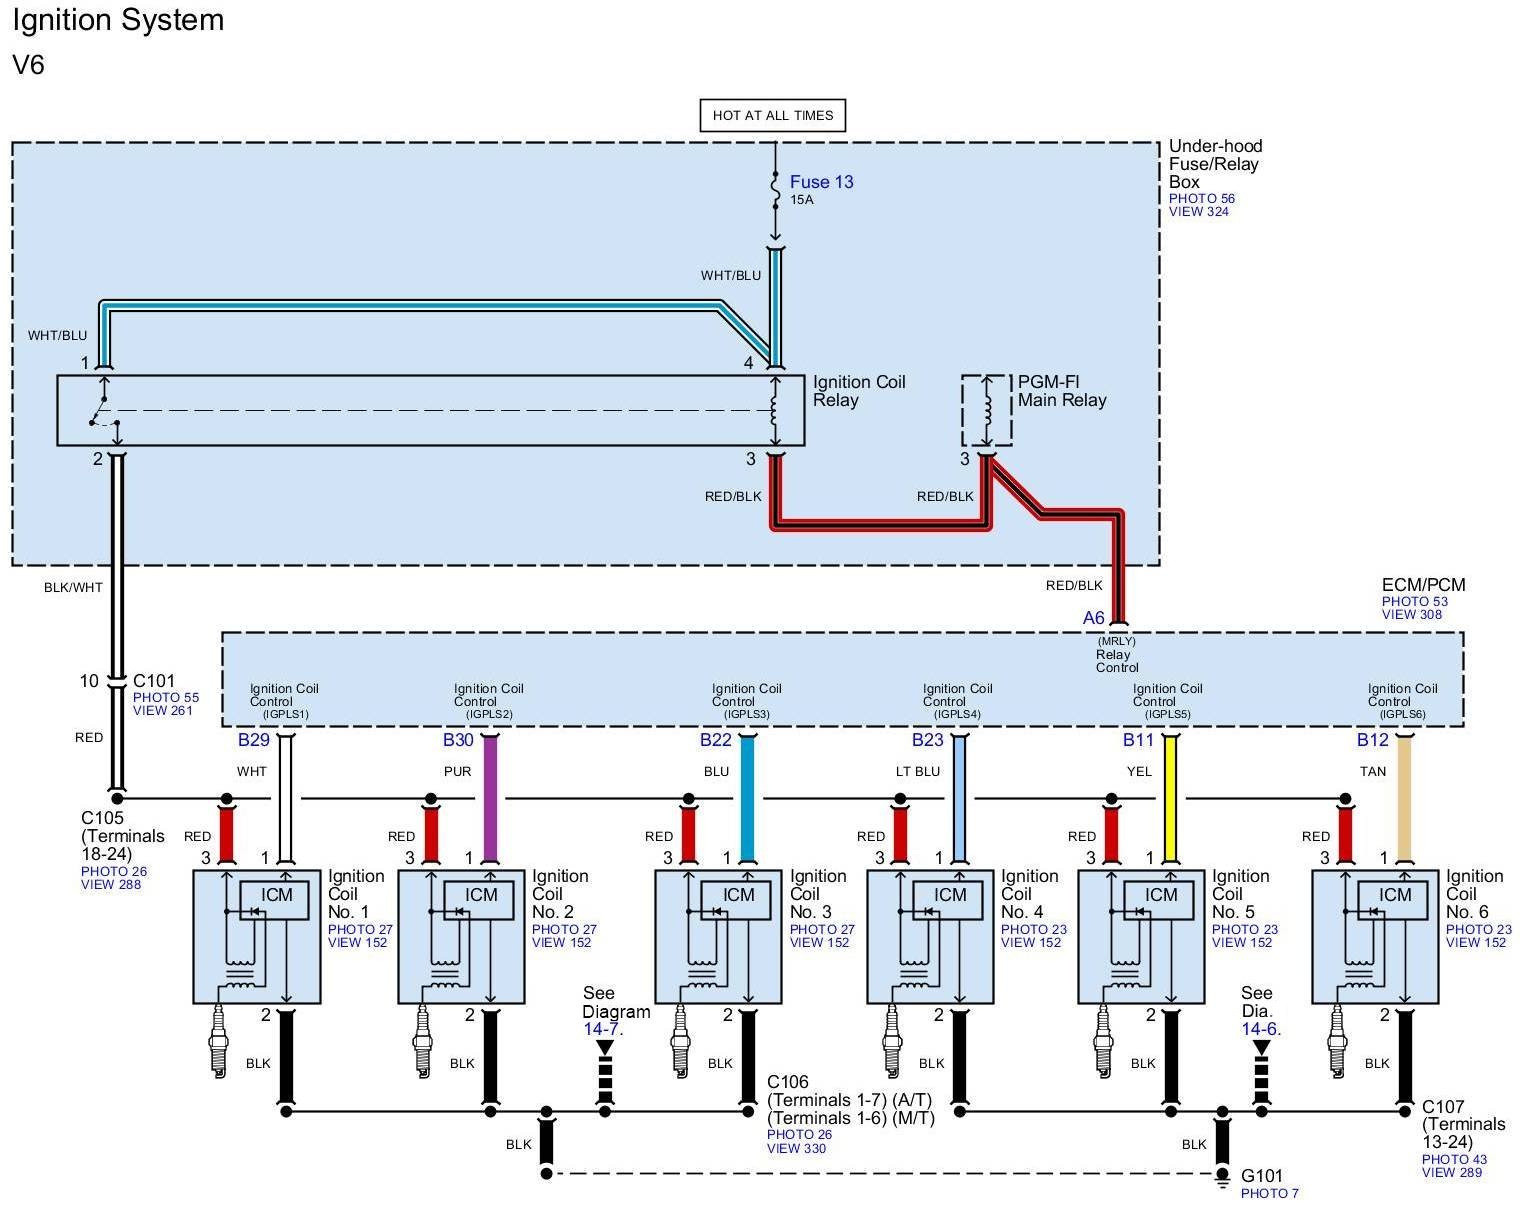 Ignition System
V6
HOT AT ALL TIMES
Under-hood
Fuse/Relay
Box
PHOTO 56
VIEW 324
Fuse 13
15A
WHT/BLU
WHT/BLU
1
4
Ignition Coil
Relay
PGM-FI
Main Relay
2
3
3
RED/BLK
RED/BLK
BLK/WHT
RED/BLK
ECM/PCM
PHOTO 53
VIEW 308
A6
(MRLY)
Relay
Control
10
C101
PHOTO 55
VIEW 261
Ignition Coil
Control
(IGPLS1)
Ignition Coil
Control
(IGPLS2)
Ignition Coil
Control
(IGPLS3)
Ignition Coil
Control
(IGPLS4)
Ignition Coil
Control
(IGPLS5)
Ignition Coil
Control
(IGPLS6)
RED
B29
B30
B22
B23
B11
B12
WHT
PUR
BLU
LT BLU
YEL
TAN
C105
(Terminals
18-24)
PHOTO 26
VIEW 288
RED
RED
RED
RED
RED
RED
3
1
3
1
3
1
3
1
3
1
3
1
ICM
Ignition
Coil
No. 1
PHOTO 27
VIEW 152
ICM
Ignition
Coil
No. 2
PHOTO 27
VIEW 152
ICM
Ignition
Coil
No. 3
PHOTO 27
VIEW 152
ICM
Ignition
Coil
No. 4
PHOTO 23
VIEW 152
ICM
Ignition
Coil
No. 5
PHOTO 23
VIEW 152
ICM
Ignition
Coil
No. 6
PHOTO 23
VIEW 152
2
2
See
Diagram
14-7.
2
2
2
See
Dia.
14-6.
2
BLK
BLK
BLK
BLK
BLK
BLK
C106
(Terminals 1-7) (A/T)
(Terminals 1-6) (M/T)
PHOTO 26
VIEW 330
C107
(Terminals
13-24)
PHOTO 43
VIEW 289
BLK
BLK
G101
PHOTO 7